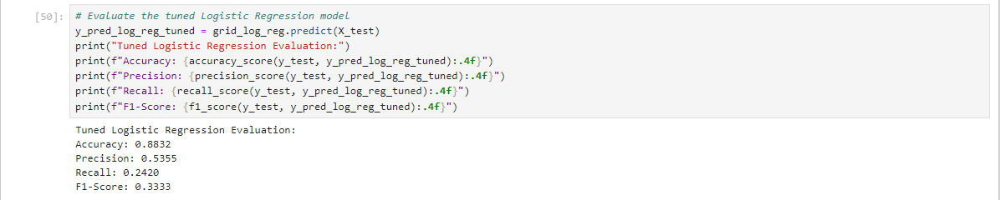 [50]: # Evaluate the tuned Logistic Regression model
y_pred_log_reg_tuned = grid_log_reg.predict(X_test)
print("Tuned Logistic Regression Evaluation:")
print(f"Accuracy: {accuracy_score(y_test, y_pred_log_reg_tuned):.4f}")
print(f"Precision: {precision_score(y_test, y_pred_log_reg_tuned):.4f}")
print(f"Recall: {recall_score(y_test, y_pred_log_reg_tuned):.4f}")
print(f"F1-Score: {f1_score(y_test, y_pred_log_reg_tuned):.4f}")
Tuned Logistic Regression Evaluation:
Accuracy: 0.8832
Precision: 0.5355
Recall: 0.2420
F1-Score: 0.3333